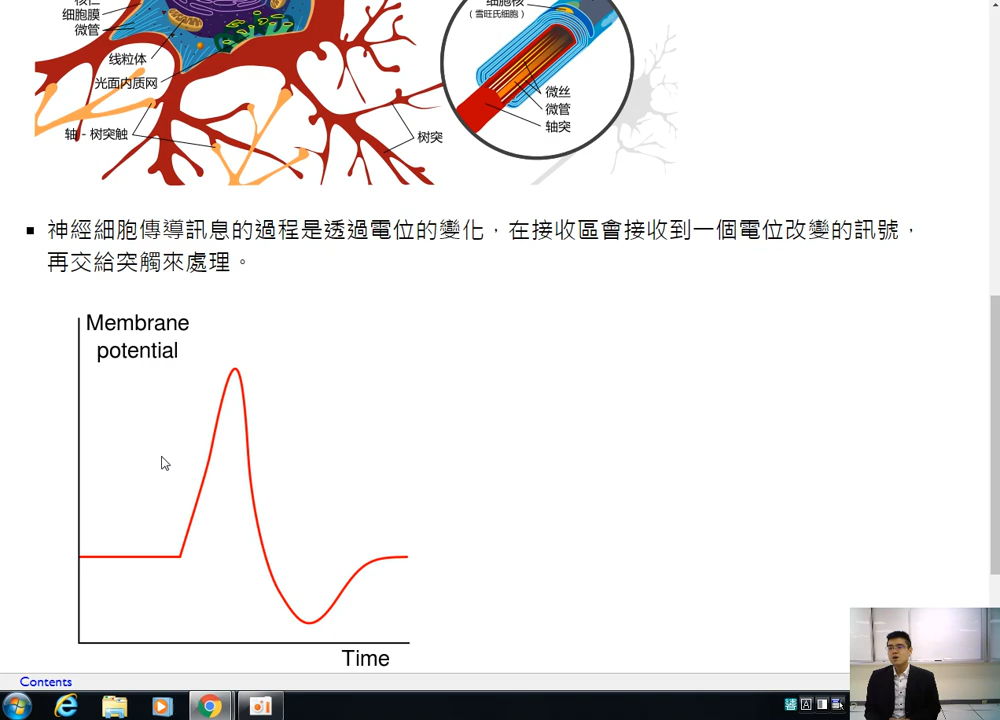 细胞膜
微管
线粒体
光面内质网
轴 - 树突触
树突
细胞核
（雪旺氏细胞）
微丝
微管
轴突
神經細胞傳導訊息的過程是透過電位的變化，在接收區會接收到一個電位改變的訊號，
再交給突觸來處理。
Membrane
potential
Time
Contents